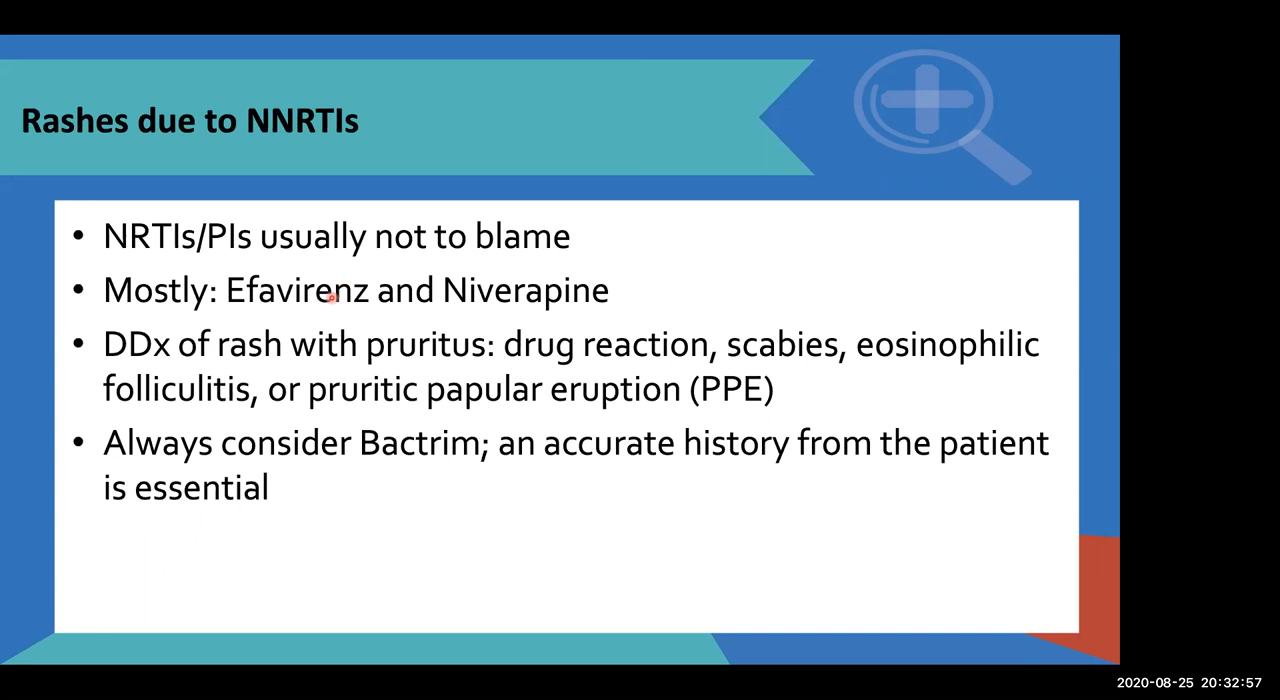 Rashes due to NNRTIs
• NRTIs/PIs usually not to blame
• Mostly: Efavirenz and Niverapine
• DDx of rash with pruritus: drug reaction, scabies, eosinophilic
folliculitis, or pruritic papular eruption (PPE)
• Always consider Bactrim; an accurate history from the patient
is essential
2020-08-25 20:32:57